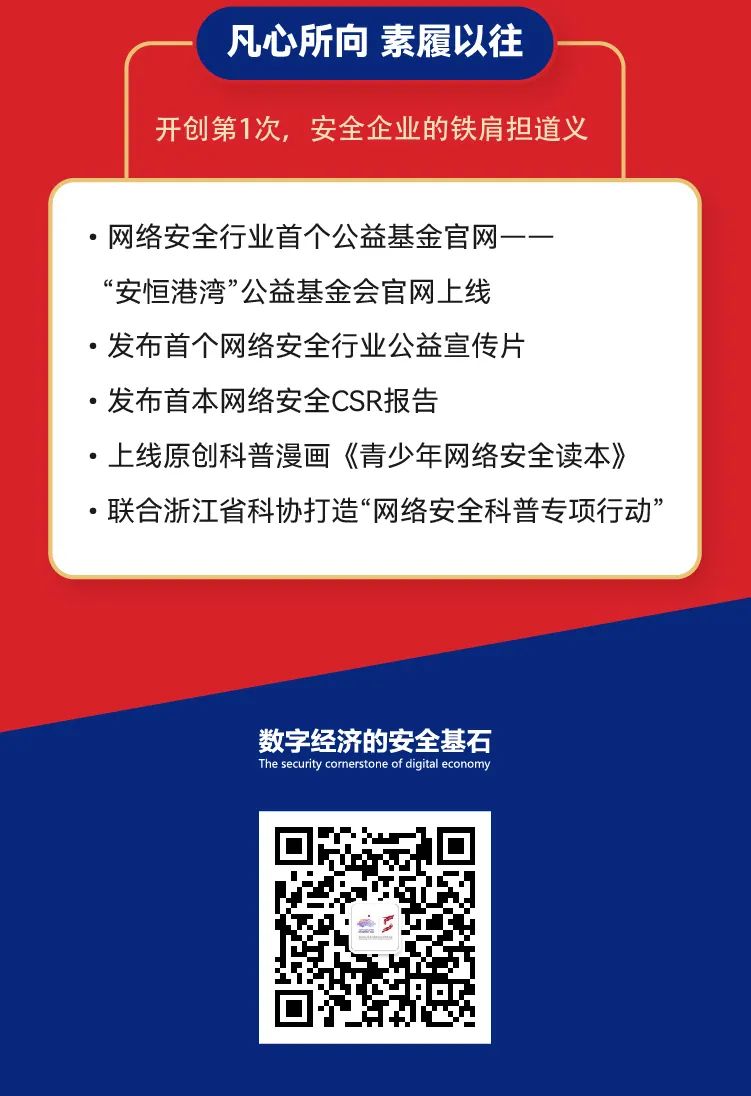 凡心所向 素履以往
开创第1次，安全企业的铁肩担道义
·网络安全行业首个公益基金官网——
“安恒港湾”公益基金会官网上线
·发布首个网络安全行业公益宣传片
·发布首本网络安全CSR报告
·上线原创科普漫画《青少年网络安全读本》
·联合浙江省科协打造“网络安全科普专项行动”
数字经济的安全基石
The security cornerstone of digital economy